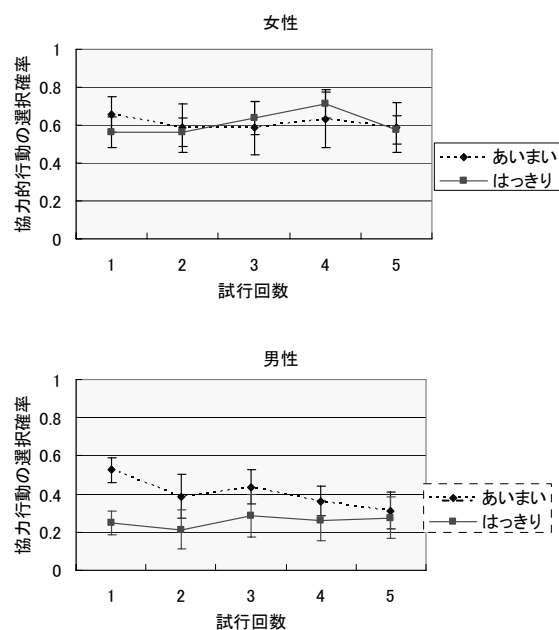 女性
協力的行動の選択確率
1
0.8
0.6
0.4
0.2
0
1 2 3 4 5
試行回数
あいまい
はっきり
男性
協力行動の選択確率
1
0.8
0.6
0.4
0.2
0
1 2 3 4 5
試行回数
あいまい
はっきり